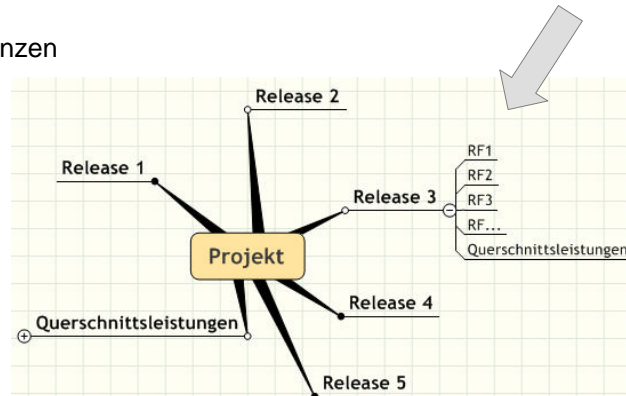 nzen
Release 2
Release 1
Release 3
RF1
RF2
RF3
RF...
Querschnittsleistungen
Projekt
Release 4
Querschnittsleistungen
Release 5